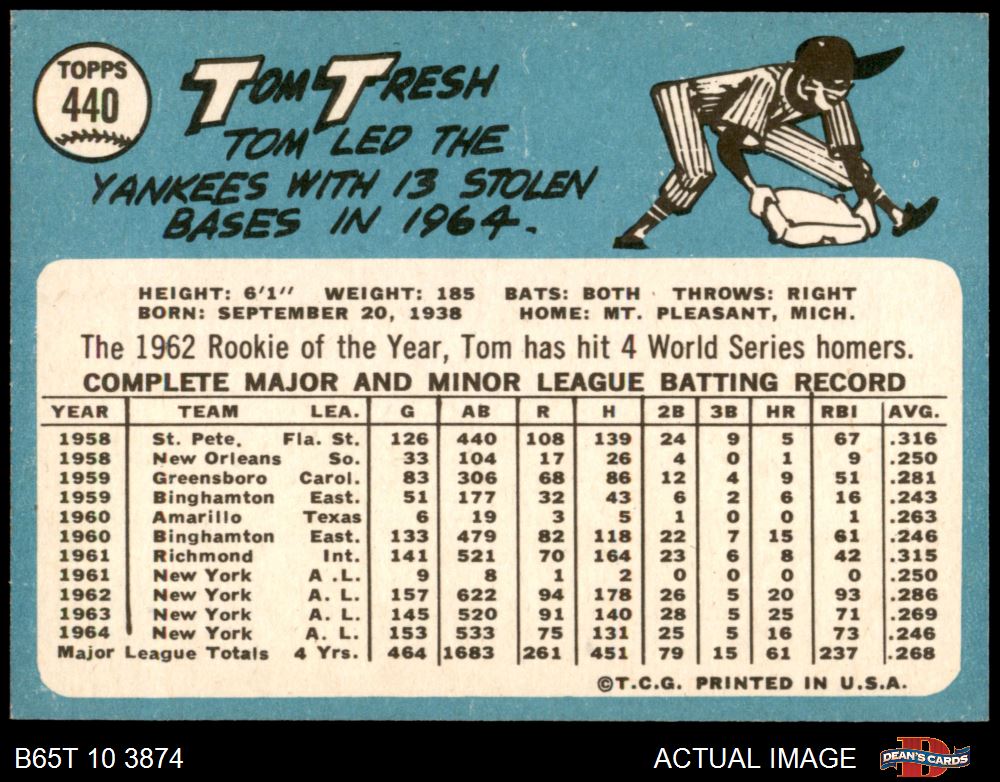 TOPPS
440
TOM TRESH
TOM LED THE
YANKEES WITH 13 STOLEN
BASES IN 1964.
HEIGHT: 6'1" WEIGHT: 185 BATS: BOTH THROWS: RIGHT
BORN: SEPTEMBER 20, 1938 HOME: MT. PLEASANT, MICH.
The 1962 Rookie of the Year, Tom has hit 4 World Series homers.
COMPLETE MAJOR AND MINOR LEAGUE BATTING RECORD
YEAR TEAM LEA. G AB R H 2B 3B HR RBI AVG.
1958 St. Pete. Fla. St. 126 440 108 139 24 9 5 67 .316
1958 New Orleans So. 33 104 17 26 4 0 1 9 .250
1959 Greensboro Carol. 83 306 68 86 12 4 9 51 .281
1959 Binghamton East. 51 177 32 43 6 2 6 16 .243
1960 Amarillo Texas 6 19 3 5 1 0 0 1 .263
1960 Binghamton East. 133 479 82 118 22 7 15 61 .246
1961 Richmond Int. 141 521 70 164 23 6 8 42 .315
1961 New York A.L. 9 8 1 2 0 0 0 0 .250
1962 New York A. L. 157 622 94 178 26 5 20 93 .286
1963 New York A. L. 145 520 91 140 28 5 25 71 .269
1964 New York A. L. 153 533 75 131 25 5 16 73 .246
Major League Totals 4 Yrs. 464 1683 261 451 79 15 61 237 .268
©T.C.G. PRINTED IN U.S.A.
B65T 10 3874 ACTUAL IMAGE DEAN'S CARDS